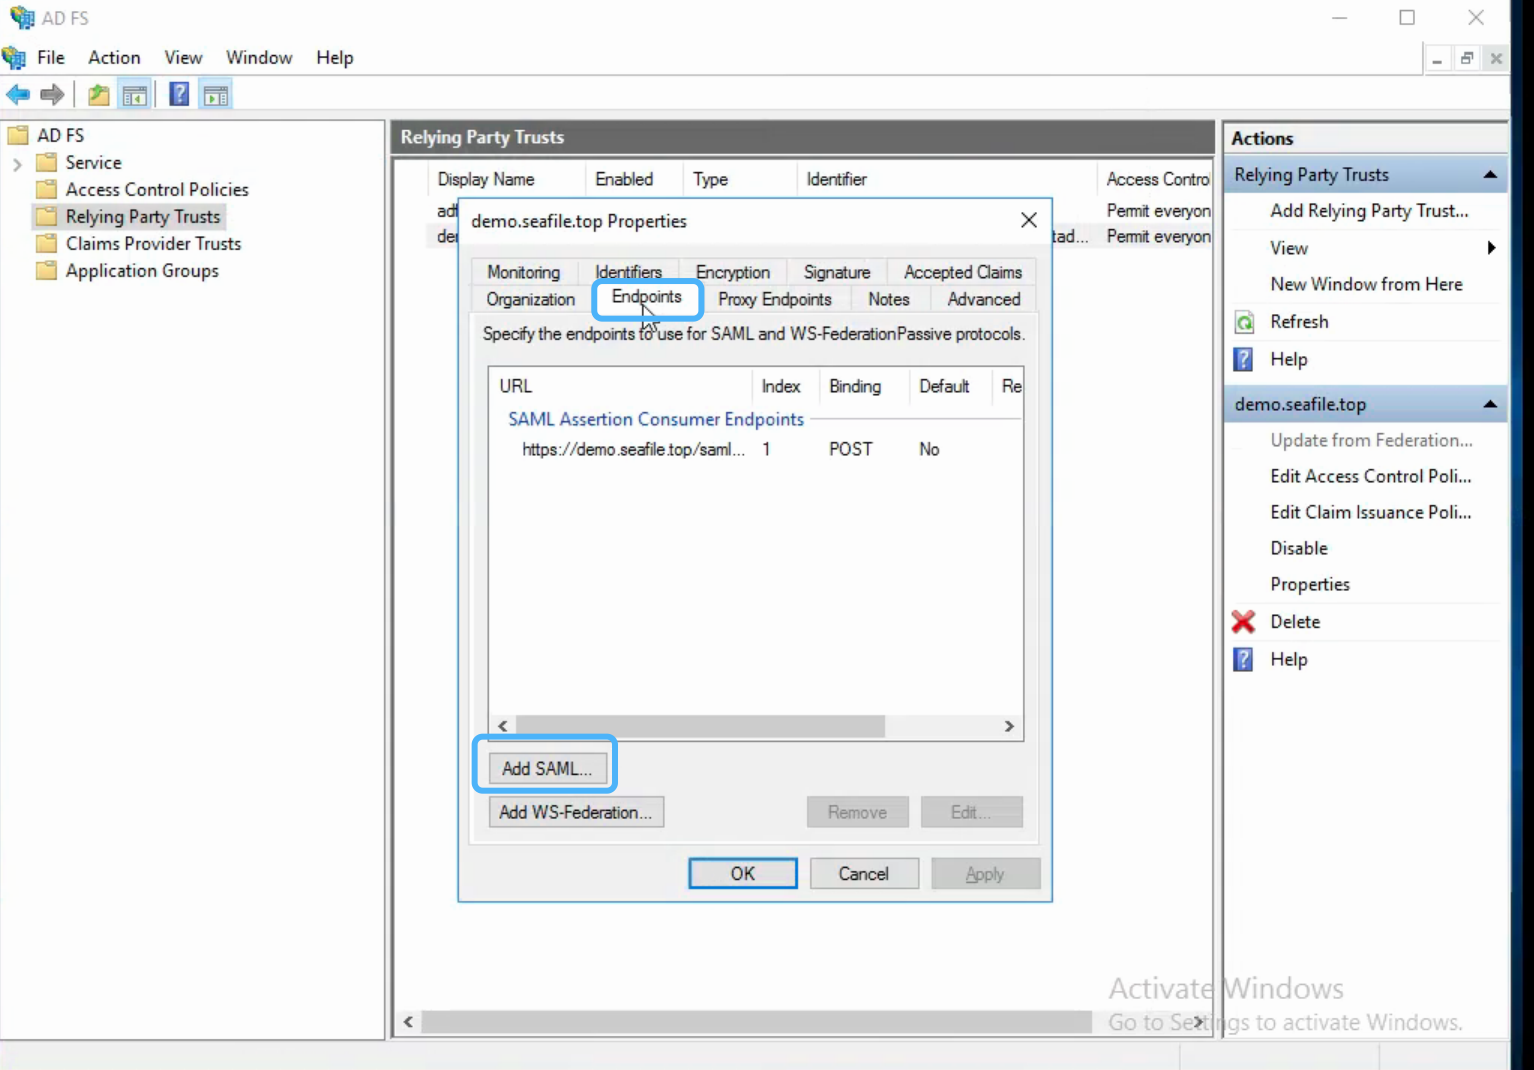 AD FS
File Action View Window Help
AD FS
Service
Access Control Policies
Relying Party Trusts
Claims Provider Trusts
Application Groups
Relying Party Trusts
Display Name Enabled Type Identifier Access Contro
Permit everyon
tad... Permit everyon
demo.seafile.top Properties
Monitoring Identifiers Encryption Signature Accepted Claims
Organization Endpoints Proxy Endpoints Notes Advanced
Specify the endpoints to use for SAML and WS-FederationPassive protocols.
URL Index Binding Default Re
SAML Assertion Consumer Endpoints
https://demo.seafile.top/saml... 1 POST No
Add SAML...
Add WS-Federation... Remove Edit...
OK Cancel Apply
Actions
Relying Party Trusts
Add Relying Party Trust...
View
New Window from Here
Refresh
Help
demo.seafile.top
Update from Federation...
Edit Access Control Poli...
Edit Claim Issuance Poli...
Disable
Properties
Delete
Help
Activate Windows
Go to Settings to activate Windows.